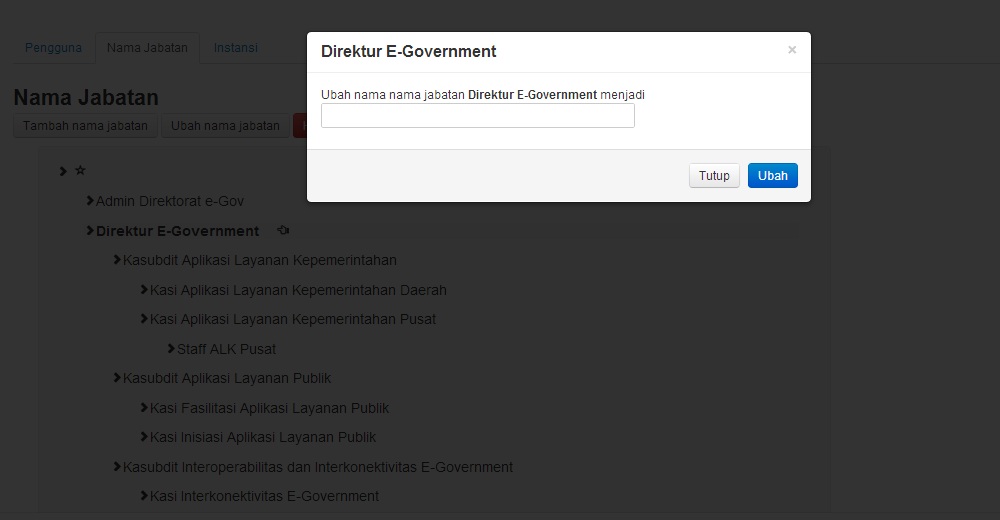 Pengguna
Nama Jabatan
Instansi
Direktur E-Government
×
Ubah nama nama jabatan Direktur E-Government menjadi
Tutup
Ubah
Nama Jabatan
Tambah nama jabatan
Ubah nama jabatan
Admin Direktorat e-Gov
Direktur E-Government
Kasubdit Aplikasi Layanan Kepemerintahan
Kasi Aplikasi Layanan Kepemerintahan Daerah
Kasi Aplikasi Layanan Kepemerintahan Pusat
Staff ALK Pusat
Kasubdit Aplikasi Layanan Publik
Kasi Fasilitasi Aplikasi Layanan Publik
Kasi Inisiasi Aplikasi Layanan Publik
Kasubdit Interoperabilitas dan Interkonektivitas E-Government
Kasi Interkonektivitas E-Government